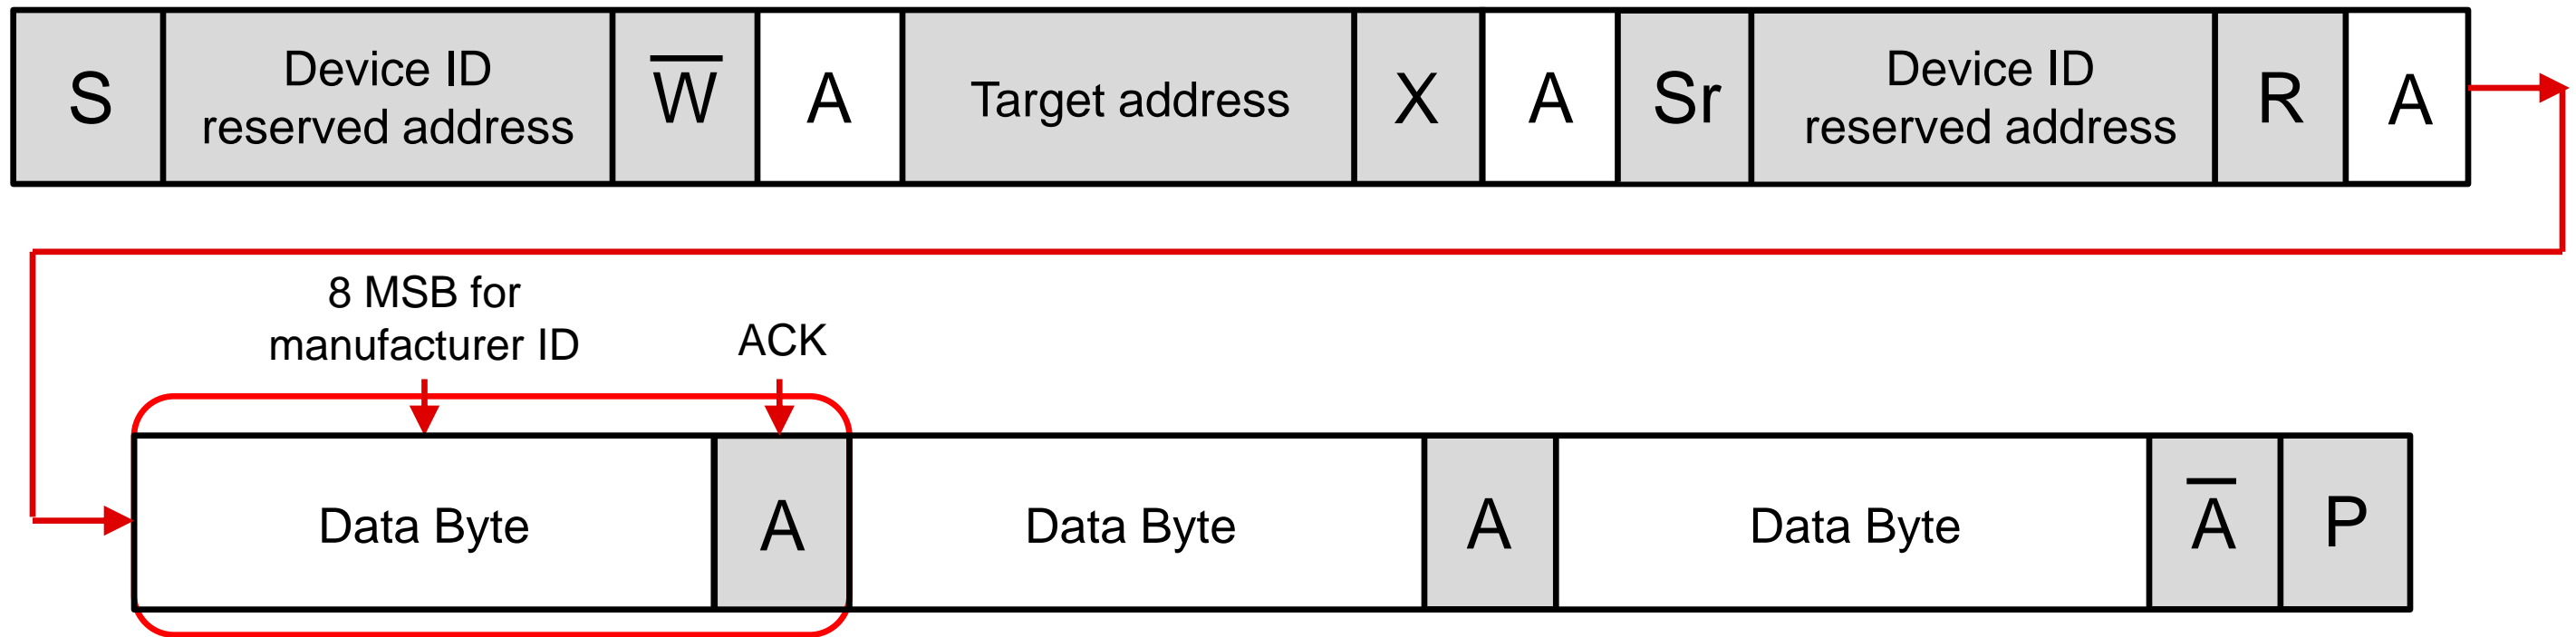 S
Device ID
reserved address
W̅
A
Target address
X
A
Sr
Device ID
reserved address
R
A
8 MSB for
manufacturer ID
ACK
Data Byte
A
Data Byte
A
Data Byte
A̅
P